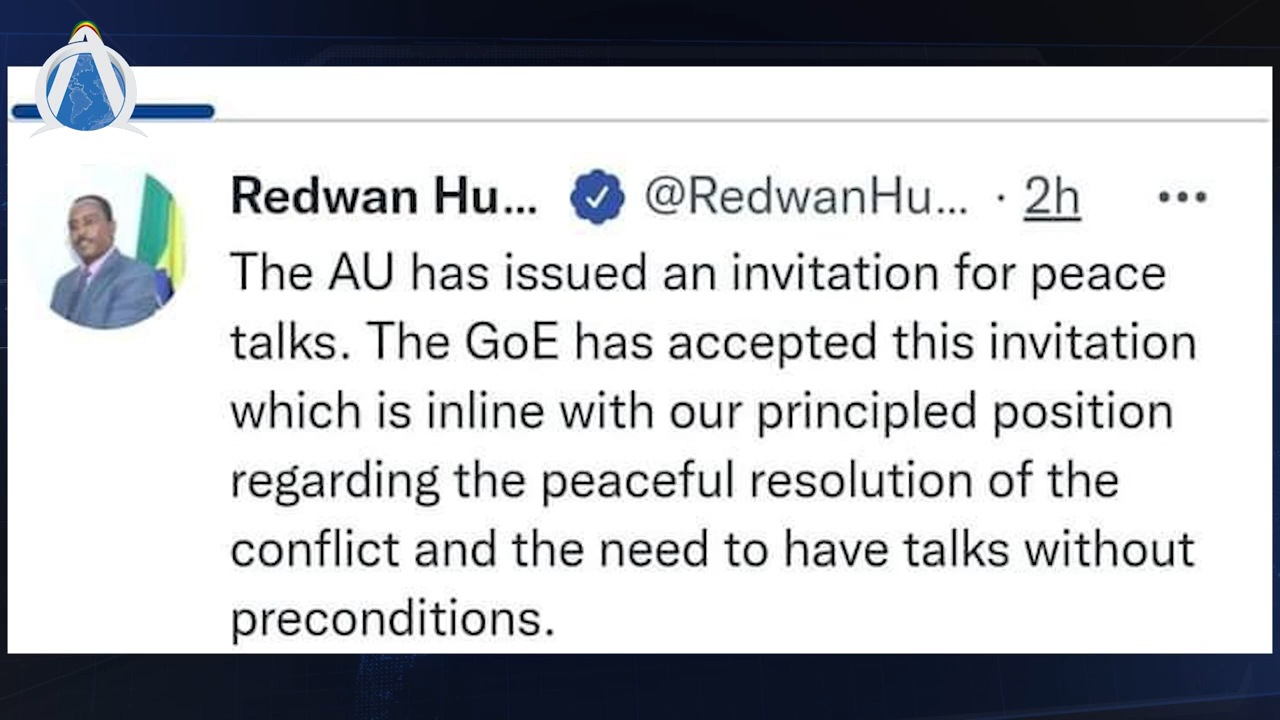 Redwan Hu... @RedwanHu... · 2h ...
The AU has issued an invitation for peace
talks. The GoE has accepted this invitation
which is inline with our principled position
regarding the peaceful resolution of the
conflict and the need to have talks without
preconditions.